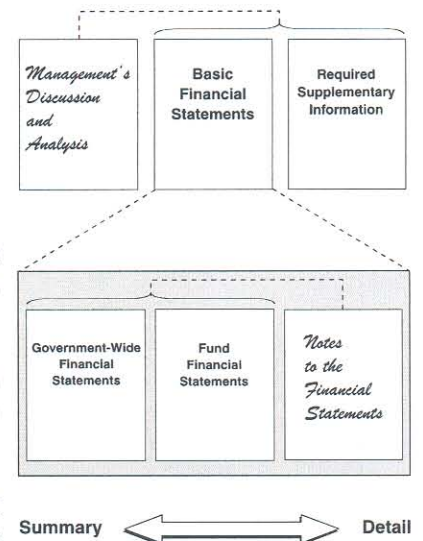 Management's
Discussion
and
Analysis
Basic
Financial
Statements
Required
Supplementary
Information
Government-Wide
Financial
Statements
Fund
Financial
Statements
Notes
to the
Financial
Statements
Summary
Detail